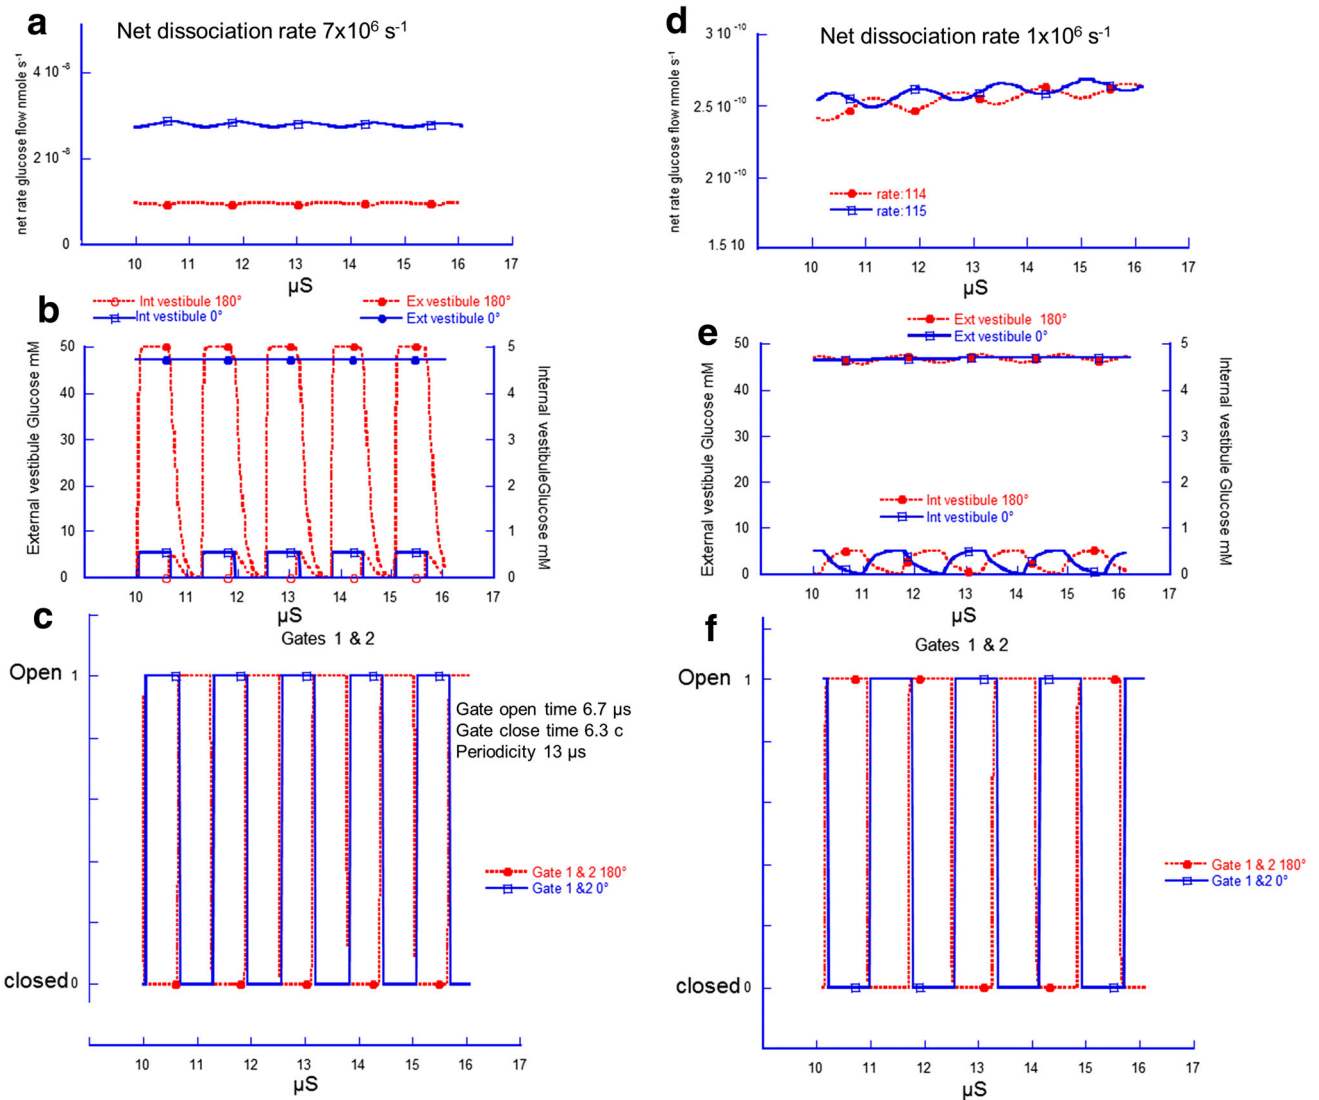 a
Net dissociation rate 7x10⁶ s⁻¹
net rate glucose flow nmole s⁻¹
4 10⁻⁸
2 10⁻⁸
0
10 11 12 13 14 15 16 17
µS
b
Int vestibule 180°
Int vestibule 0°
Ex vestibule 180°
Ext vestibule 0°
External vestibule Glucose mM
50
40
30
20
10
0
5
4
3
2
1
0
Internal vestibuleGlucose mM
10 11 12 13 14 15 16 17
µS
c
Gates 1 & 2
Open 1
closed 0
Gate open time 6.7 µs
Gate close time 6.3 c
Periodicity 13 µs
Gate 1 & 2 180°
Gate 1 &2 0°
10 11 12 13 14 15 16 17
µS
d
Net dissociation rate 1x10⁶ s⁻¹
net rate glucose flow nmole s⁻¹
3 10⁻¹⁰
2.5 10⁻¹⁰
2 10⁻¹⁰
1.5 10
rate:114
rate:115
10 11 12 13 14 15 16 17
µS
e
Ext vestibule 180°
Ext vestibule 0°
External vestibule Glucose mM
50
40
30
20
10
0
5
4
3
2
1
0
Internal vestibule Glucose mM
Int vestibule 180°
Int vestibule 0°
10 11 12 13 14 15 16 17
µS
f
Gates 1 & 2
Open 1
closed 0
Gate 1 & 2 180°
Gate 1 &2 0°
10 11 12 13 14 15 16 17
µS